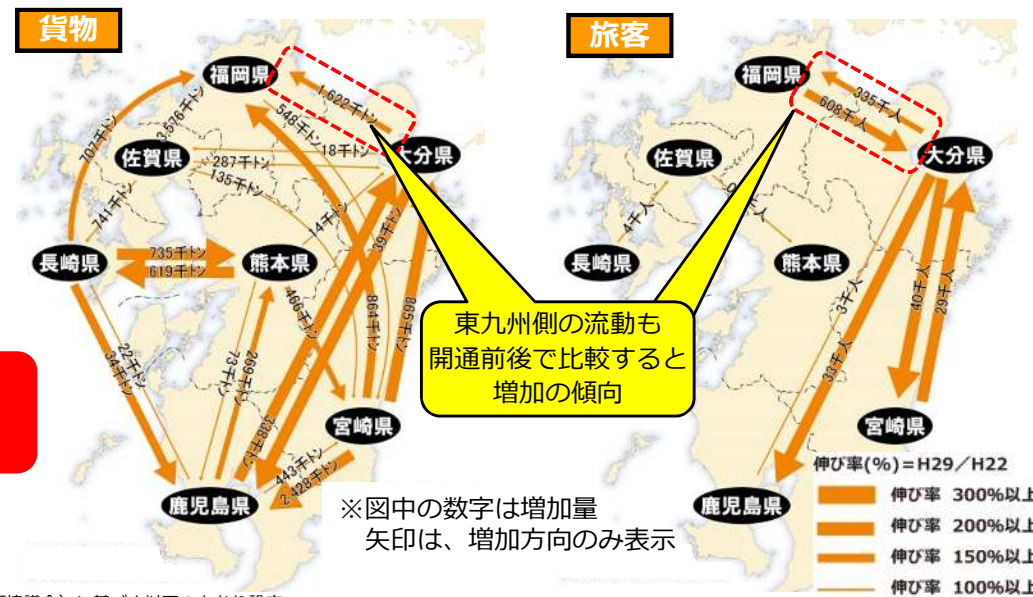 貨物
福岡県
佐賀県
大分県
長崎県
熊本県
宮崎県
鹿児島県
707千トン
3,576千トン
1,622千トン
548千トン
18千トン
287千トン
135千トン
741千トン
14千トン
39千トン
735千トン
619千トン
466千トン
864千トン
865千トン
22千トン
34千トン
73千トン
269千トン
338千トン
443千トン
2,428千トン
旅客
福岡県
佐賀県
大分県
長崎県
熊本県
宮崎県
鹿児島県
335千人
608千人
4千人
3千人
33千人
40千人
29千人
東九州側の流動も
開通前後で比較すると
増加の傾向
※図中の数字は増加量
矢印は、増加方向のみ表示
伸び率(%)=H29/H22
伸び率 300%以上
伸び率 200%以上
伸び率 150%以上
伸び率 100%以上